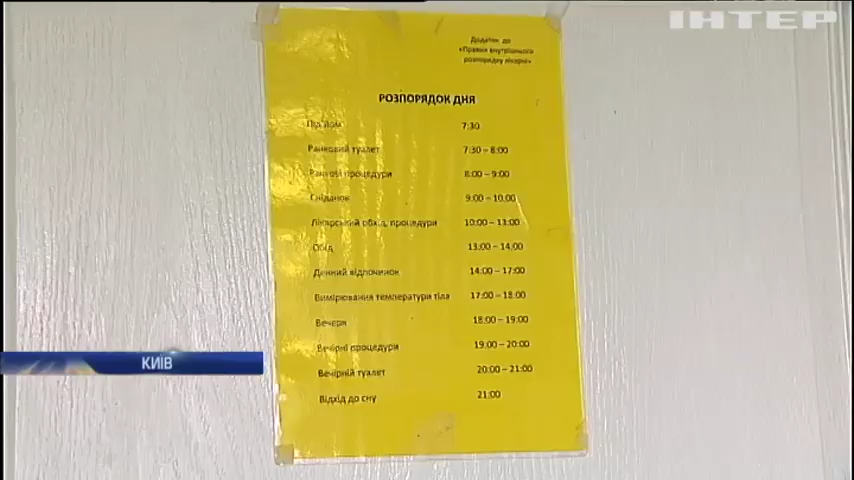 ІНТЕР
Додаток до
«Правил внутрішнього
розпорядку лікарні»
РОЗПОРЯДОК ДНЯ
Під'йом 7:30
Ранковий туалет 7:30 – 8:00
Ранкові процедури 8:00 – 9:00
Сніданок 9:00 – 10:00
Лікарський обхід, процедури 10:00 – 13:00
Обід 13:00 – 14:00
Денний відпочинок 14:00 – 17:00
Вимірювання температури тіла 17:00 – 18:00
Вечеря 18:00 – 19:00
Вечірні процедури 19:00 – 20:00
Вечірній туалет 20:00 – 21:00
Відхід до сну 21:00
КИЇВ